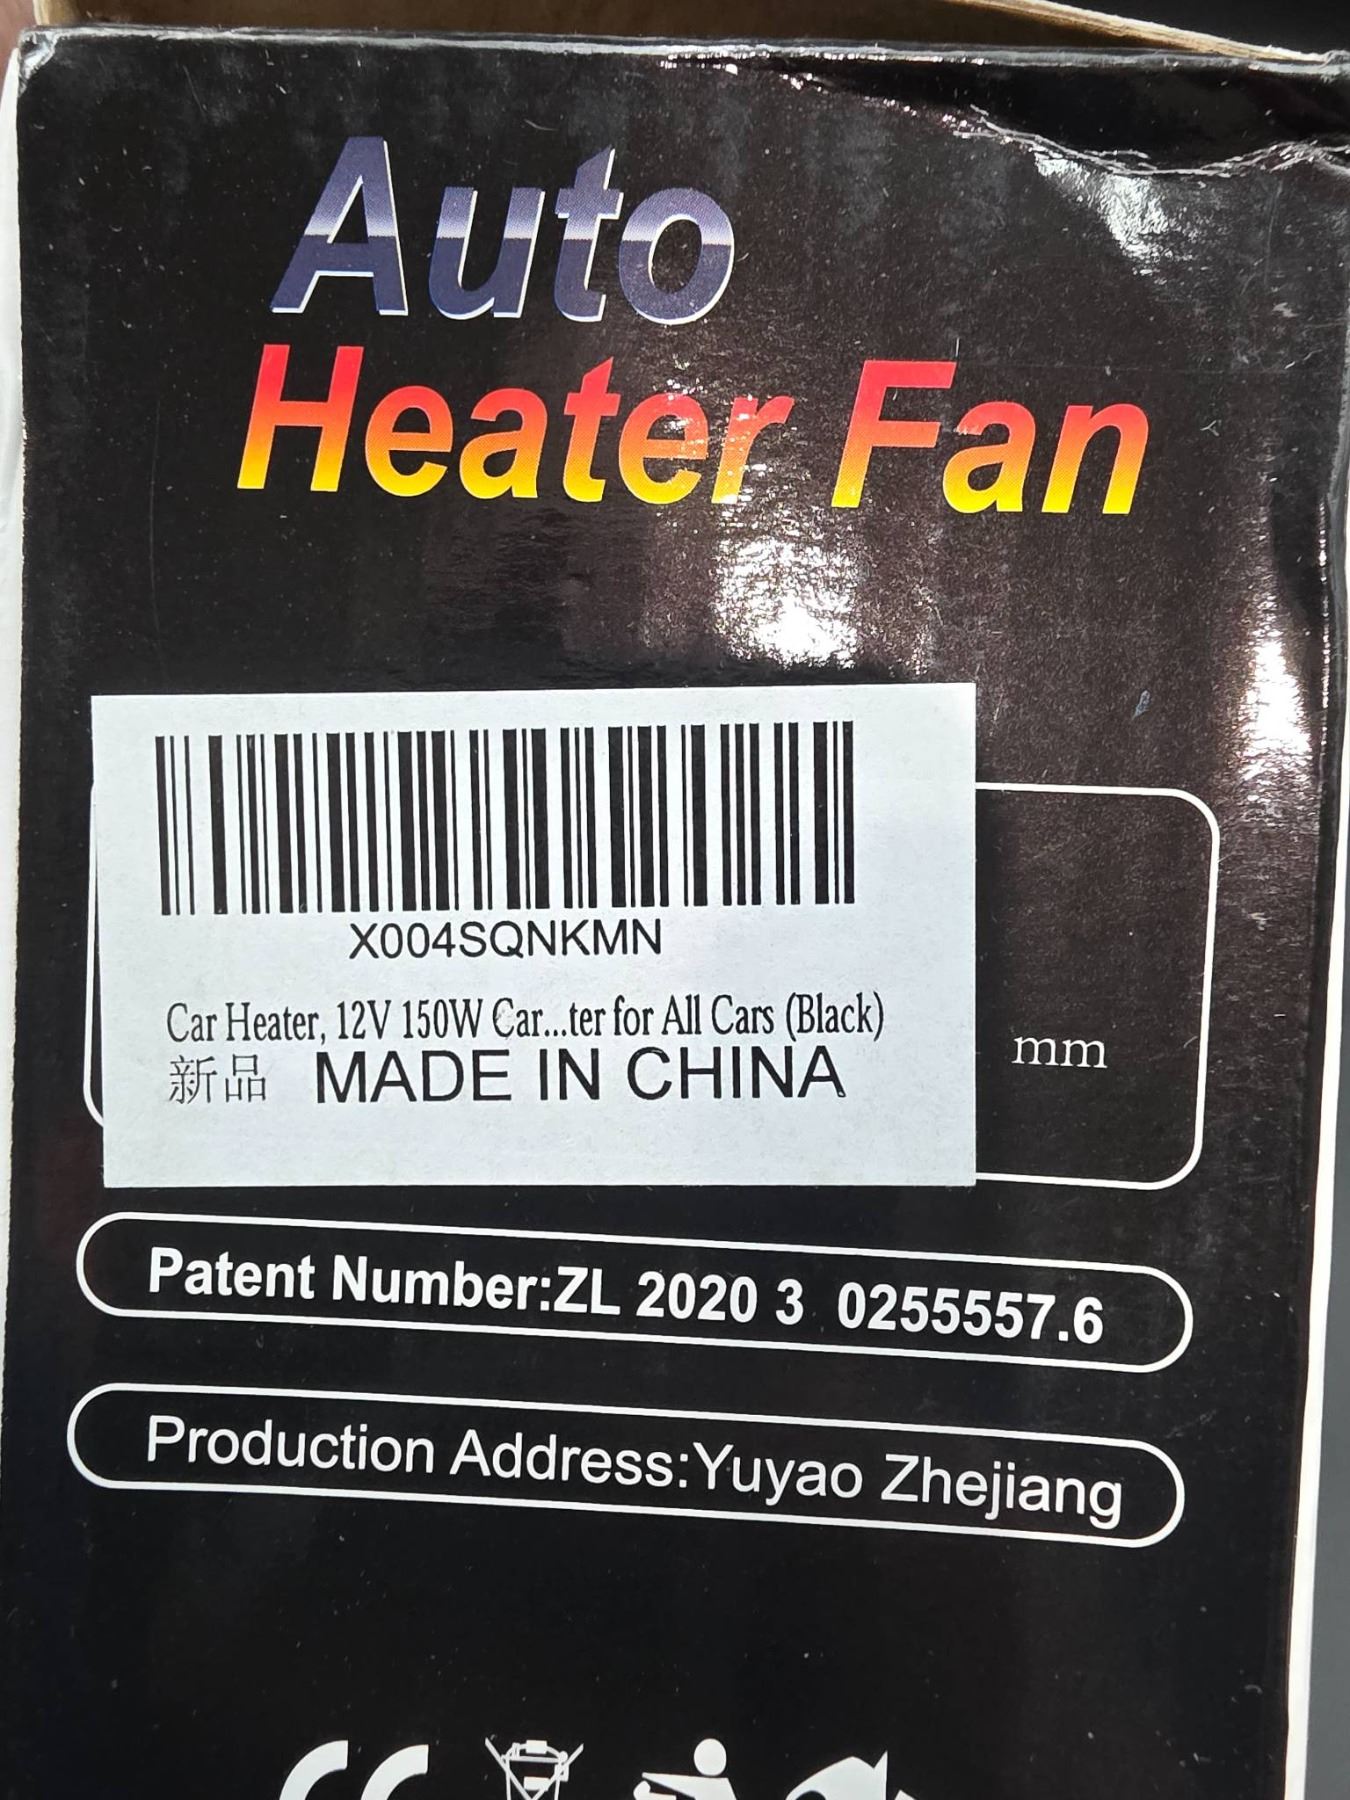 Auto
Heater Fan
X004SQNKMN
Car Heater, 12V 150W Car...ter for All Cars (Black)
新品 MADE IN CHINA
mm
Patent Number:ZL 2020 3 0255557.6
Production Address:Yuyao Zhejiang
CE